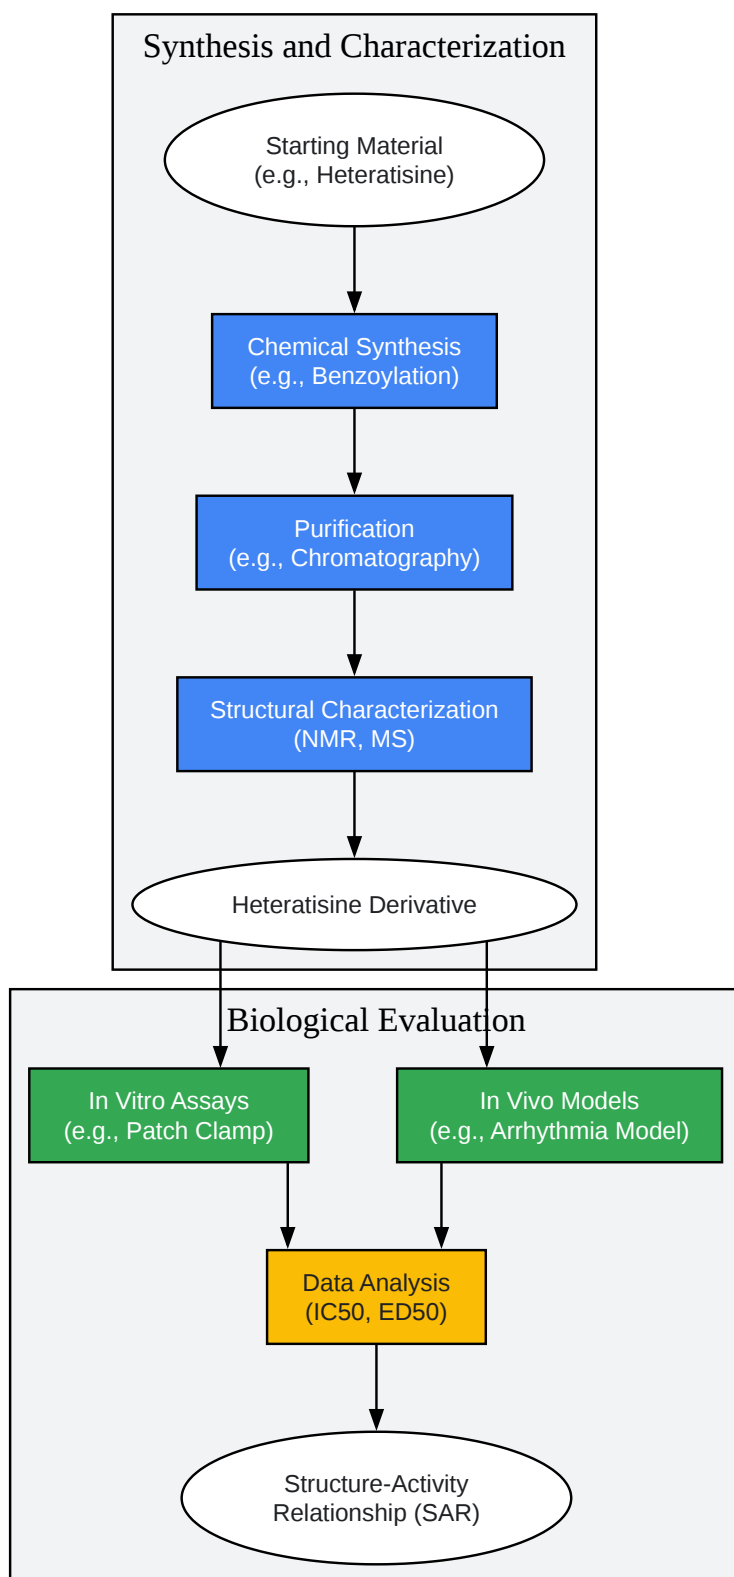 Synthesis and Characterization
Starting Material
(e.g., Heteratisine)
Chemical Synthesis
(e.g., Benzoylation)
Purification
(e.g., Chromatography)
Structural Characterization
(NMR, MS)
Heteratisine Derivative
Biological Evaluation
In Vitro Assays
(e.g., Patch Clamp)
In Vivo Models
(e.g., Arrhythmia Model)
Data Analysis
(IC50, ED50)
Structure-Activity
Relationship (SAR)